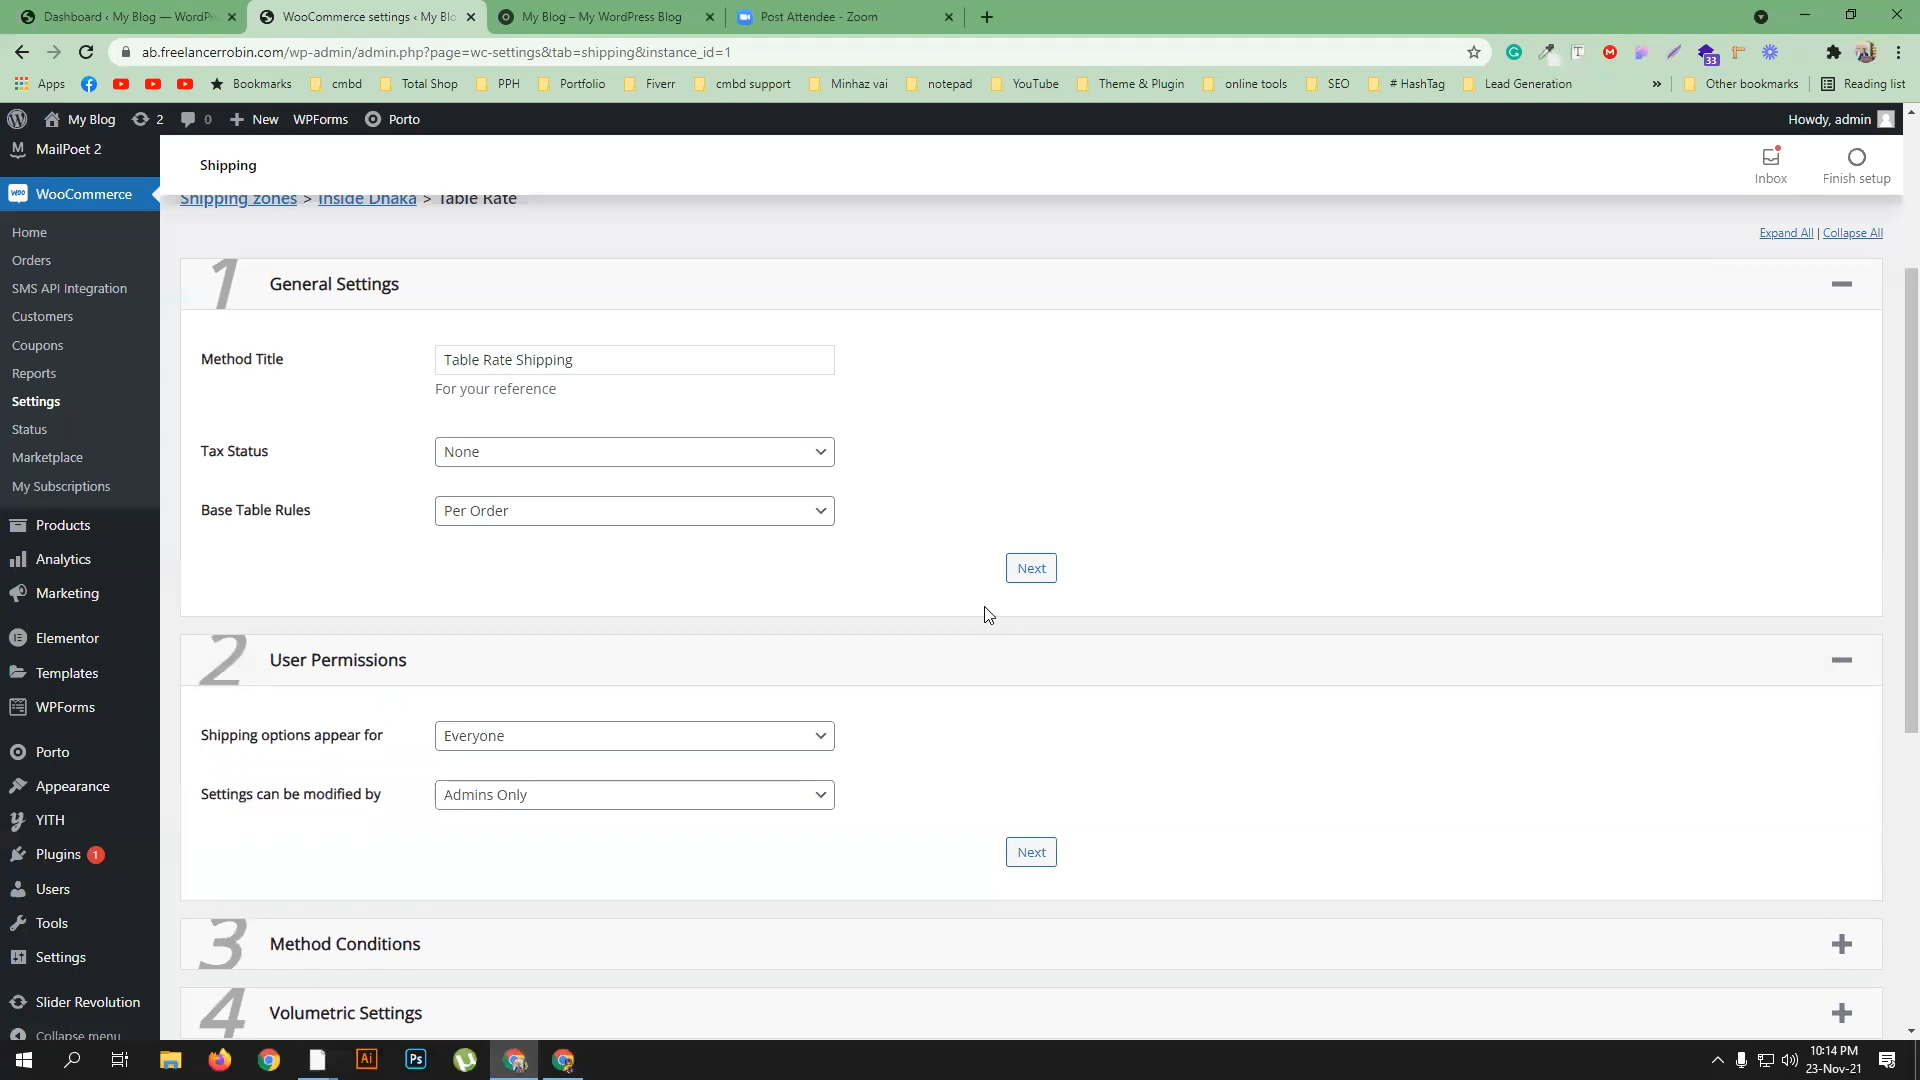 Dashboard ‹ My Blog — WordPr
WooCommerce settings ‹ My Blo
My Blog – My WordPress Blog
Post Attendee - Zoom
ab.freelancerrobin.com/wp-admin/admin.php?page=wc-settings&tab=shipping&instance_id=1
33
Apps
Bookmarks
cmbd
Total Shop
PPH
Portfolio
Fiverr
cmbd support
Minhaz vai
notepad
YouTube
Theme & Plugin
online tools
SEO
# HashTag
Lead Generation
»
Other bookmarks
Reading list
My Blog
2
0
New
WPForms
Porto
Howdy, admin
MailPoet 2
WooCommerce
Home
Orders
SMS API Integration
Customers
Coupons
Reports
Settings
Status
Marketplace
My Subscriptions
Products
Analytics
Marketing
Elementor
Templates
WPForms
Porto
Appearance
YITH
Plugins 1
Users
Tools
Settings
Slider Revolution
Collapse menu
Shipping
Inbox
Finish setup
Shipping zones > Inside Dhaka > Table Rate
Expand All | Collapse All
1 General Settings
Method Title
Table Rate Shipping
For your reference
Tax Status
None
Base Table Rules
Per Order
Next
2 User Permissions
Shipping options appear for
Everyone
Settings can be modified by
Admins Only
Next
3 Method Conditions
4 Volumetric Settings
Ai
Ps
10:14 PM
23-Nov-21